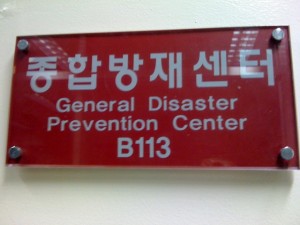 종합방재센터
General Disaster
Prevention Center
B113